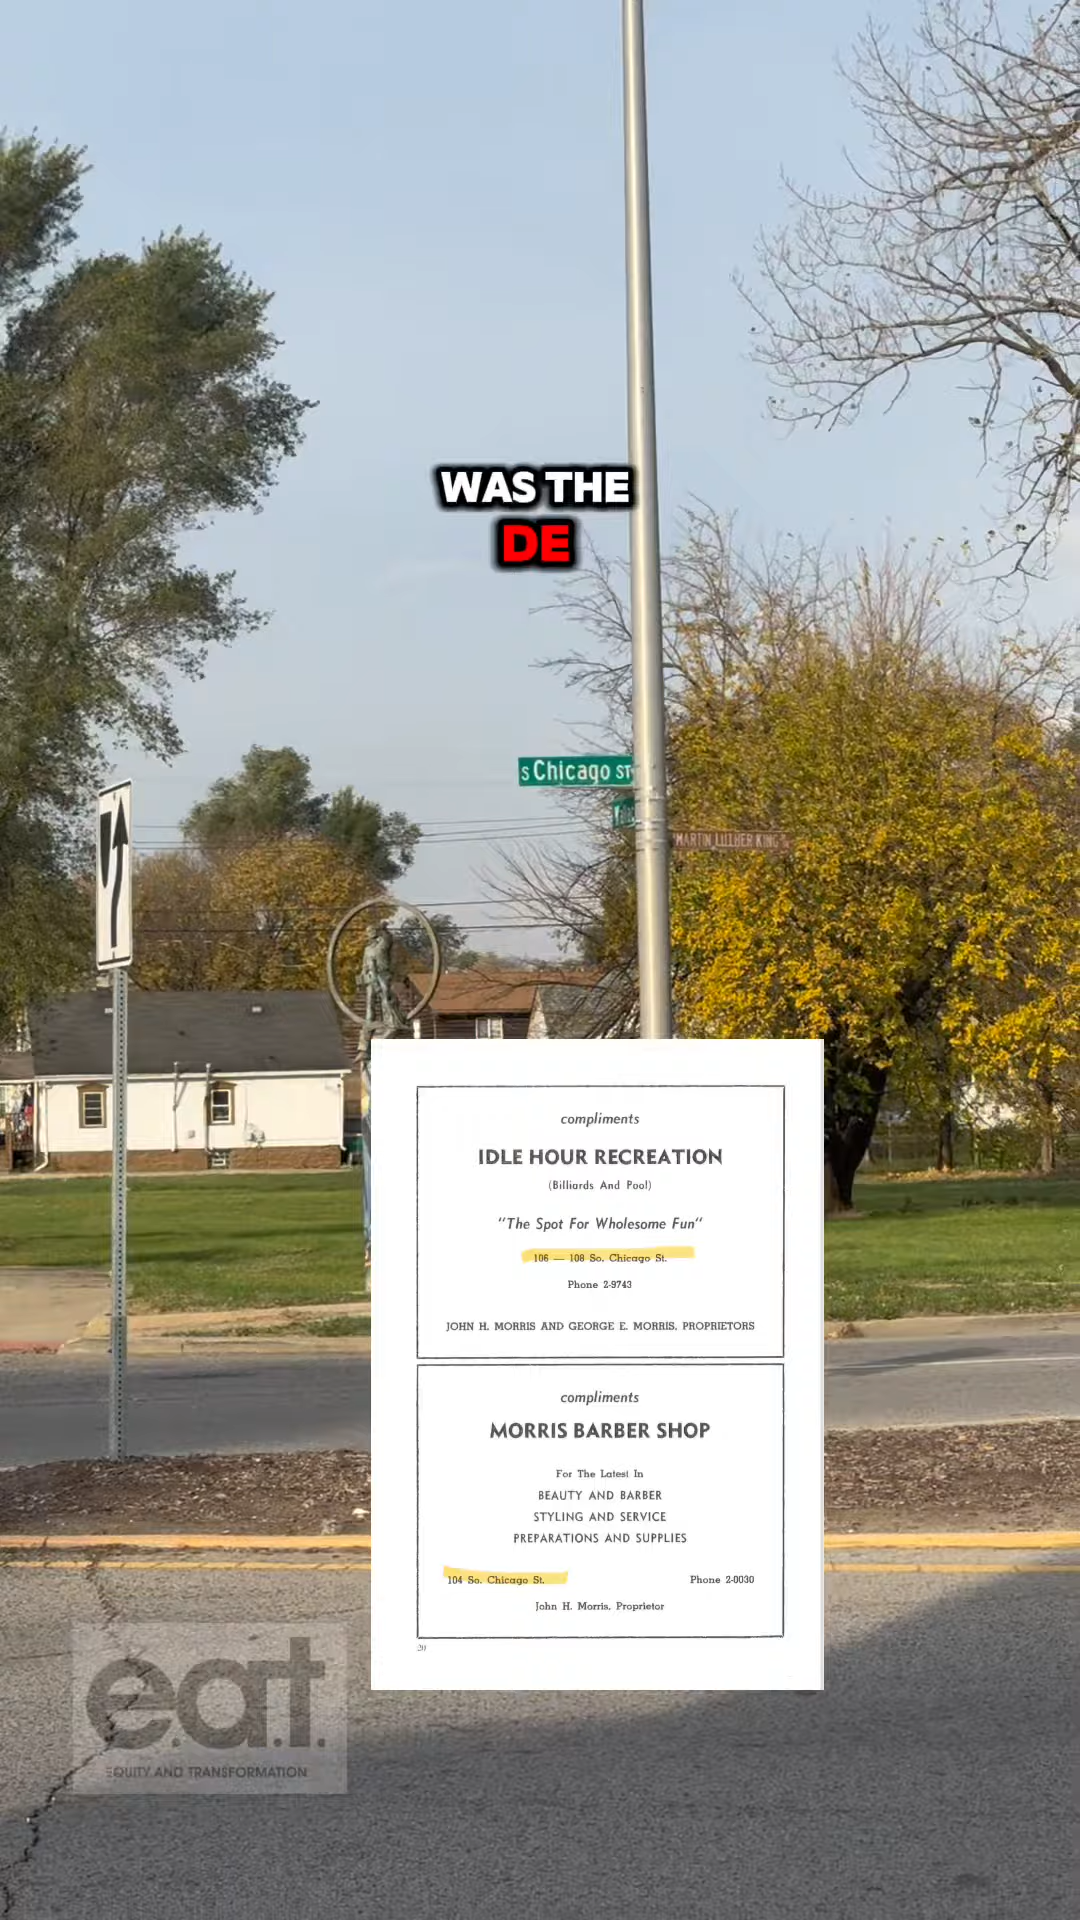 WAS THE
DE
S Chicago ST
MARTIN LUTHER KING
compliments
IDLE HOUR RECREATION
(Billiards And Pool)
"The Spot For Wholesome Fun"
106 — 108 So. Chicago St.
Phone 2-9743
JOHN H. MORRIS AND GEORGE E. MORRIS, PROPRIETORS
compliments
MORRIS BARBER SHOP
For The Latest In
BEAUTY AND BARBER
STYLING AND SERVICE
PREPARATIONS AND SUPPLIES
104 So. Chicago St. Phone 2-0030
John H. Morris, Proprietor
20
e.a.t.
EQUITY AND TRANSFORMATION